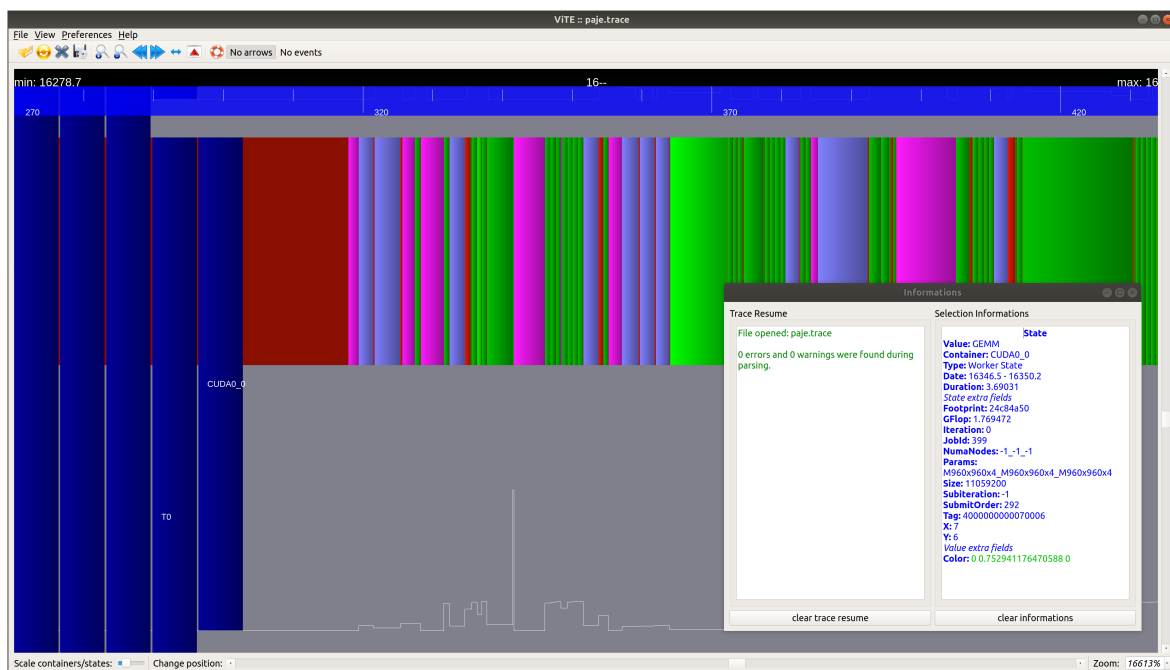 ViTE :: paje.trace
File View Preferences Help
No arrows No events
min: 16278.7 16-- max: 16
270 320 370 420
CUDA0_0
T0
Informations
Trace Resume
File opened: paje.trace
0 errors and 0 warnings were found during
parsing.
clear trace resume
Selection Informations
State
Value: GEMM
Container: CUDA0_0
Type: Worker State
Date: 16346.5 - 16350.2
Duration: 3.69031
State extra fields
Footprint: 24c84a50
GFlop: 1.769472
Iteration: 0
JobId: 399
NumaNodes: -1_-1_-1
Params:
M960x960x4_M960x960x4_M960x960x4
Size: 11059200
Subiteration: -1
SubmitOrder: 292
Tag: 4000000000070006
X: 7
Y: 6
Value extra fields
Color: 0 0.752941176470588 0
clear informations
Scale containers/states: Change position: Zoom: 16613%